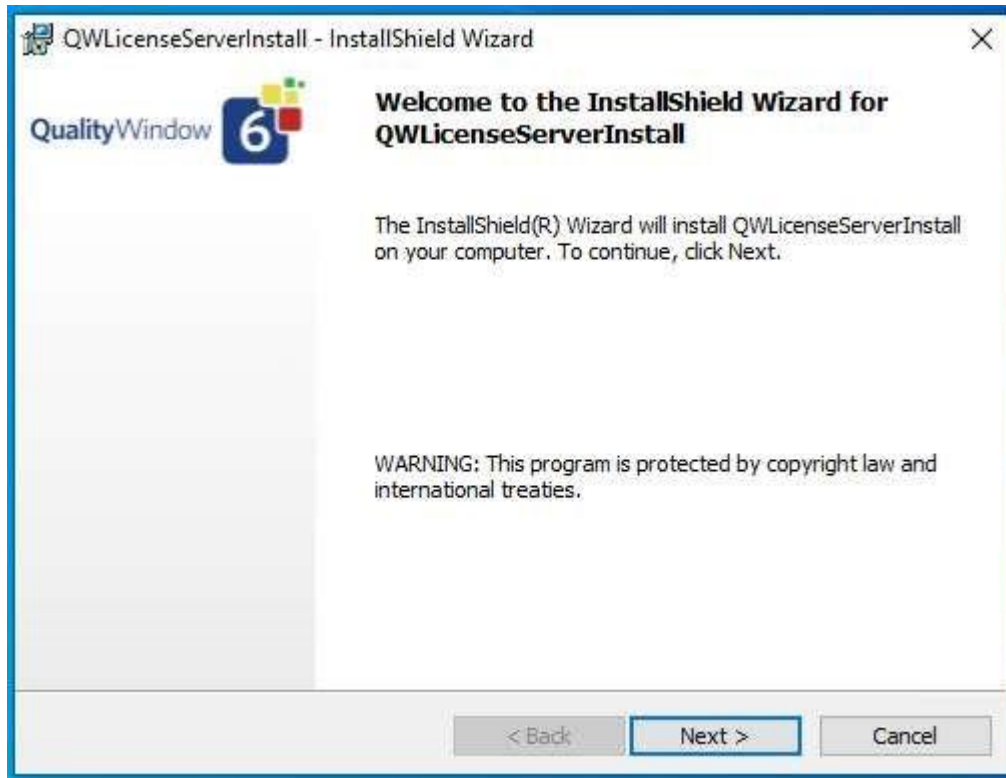 QWLicenseServerInstall - InstallShield Wizard
QualityWindow 6
Welcome to the InstallShield Wizard for
QWLicenseServerInstall
The InstallShield(R) Wizard will install QWLicenseServerInstall
on your computer. To continue, click Next.
WARNING: This program is protected by copyright law and
international treaties.
< Back
Next >
Cancel